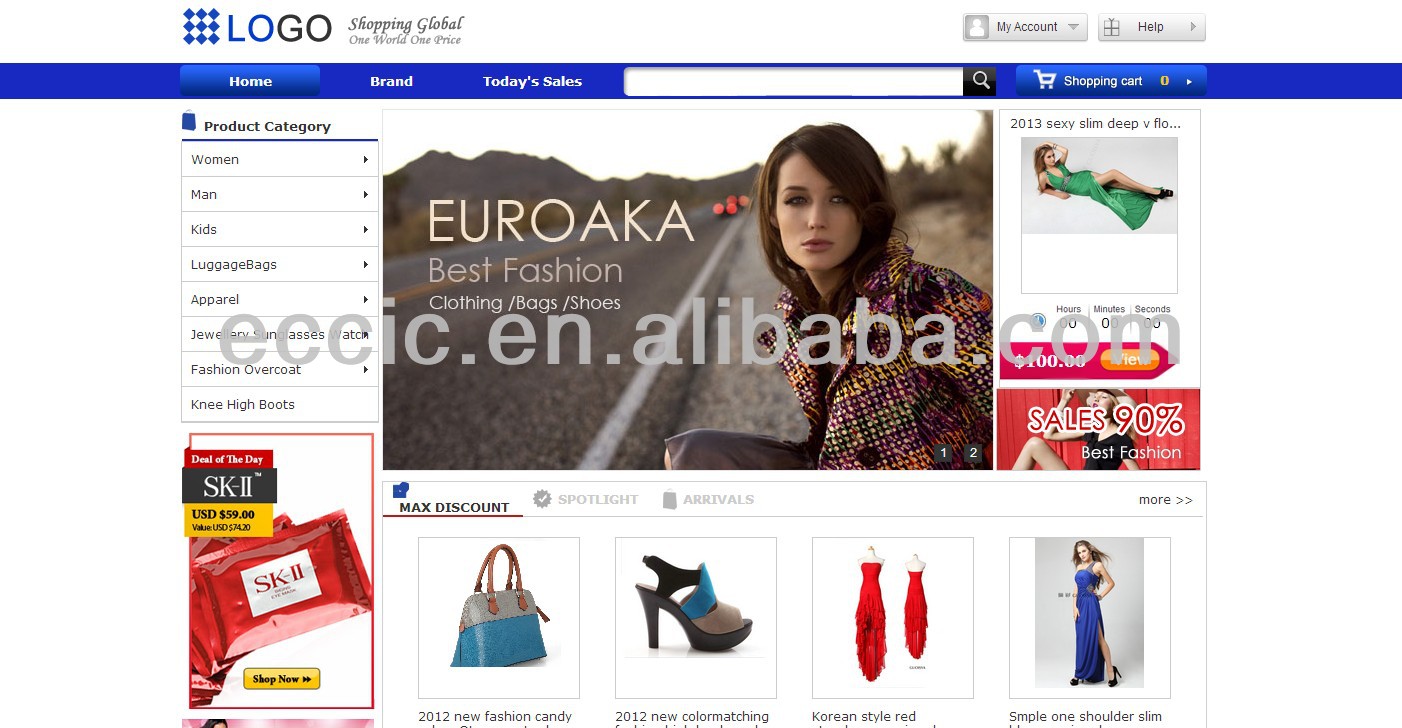 LOGO
Shopping Global
One World One Price
My Account
Help
Home
Brand
Today's Sales
Shopping cart 0
Product Category
Women
Man
Kids
LuggageBags
Apparel
Jewellery Sunglasses Watch
Fashion Overcoat
Knee High Boots
EUROAKA
Best Fashion
Clothing /Bags /Shoes
1 2
eccic.en.alibaba.com
2013 sexy slim deep v flo...
Hours Minutes Seconds
00 00 00
$100.00 View
SALES 90%
Best Fashion
Deal of The Day
SK-II™
USD $59.00
Value: USD $74.20
SK-II
Shop Now
MAX DISCOUNT
SPOTLIGHT
ARRIVALS
more >>
2012 new fashion candy
2012 new colormatching
Korean style red
Smple one shoulder slim